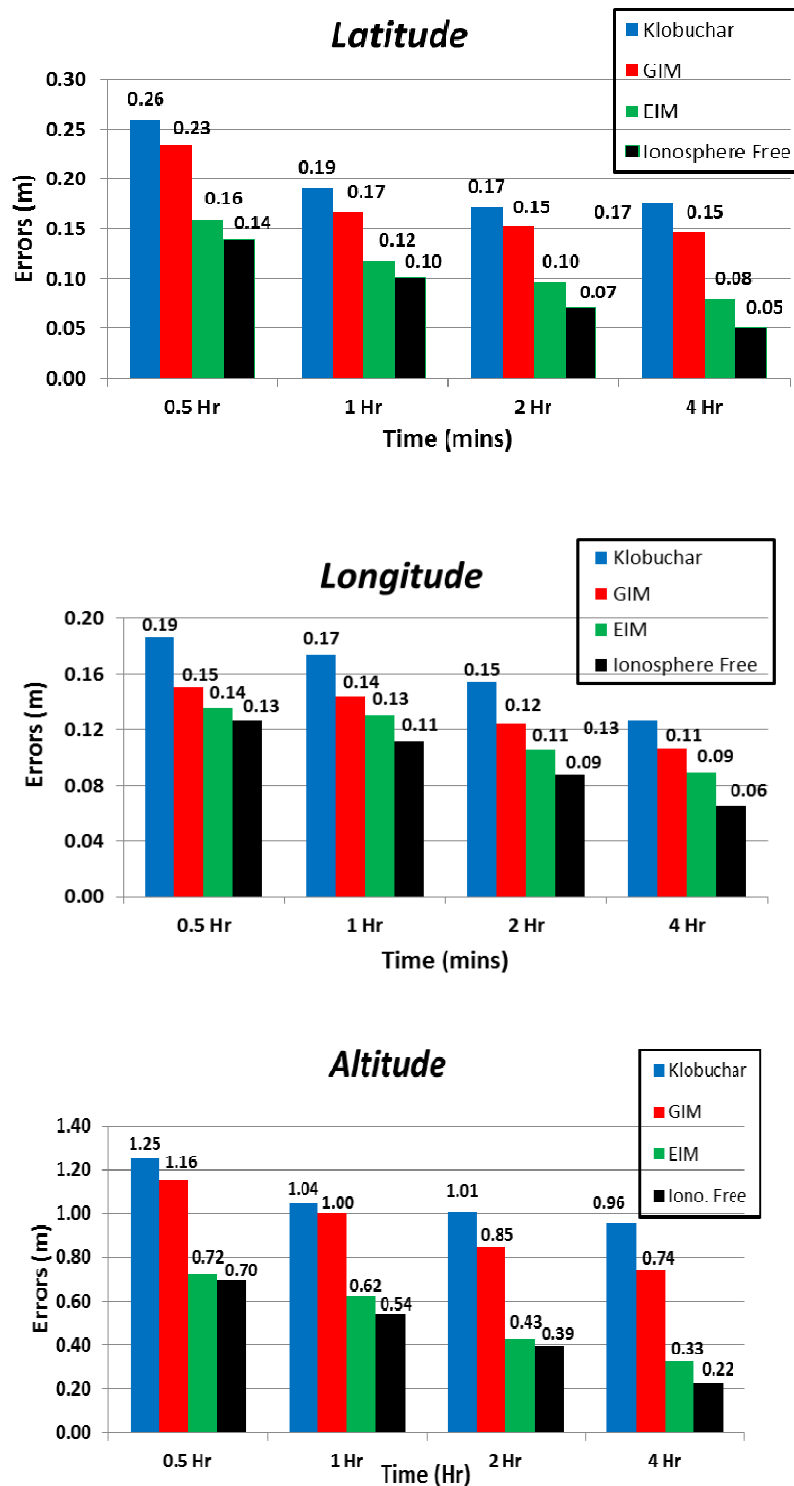 Latitude
Klobuchar
GIM
EIM
Ionosphere Free
Errors (m)
0.30
0.25
0.20
0.15
0.10
0.05
0.00
0.26
0.23
0.16
0.14
0.19
0.17
0.12
0.10
0.17
0.15
0.10
0.07
0.17
0.15
0.08
0.05
0.5 Hr
1 Hr
2 Hr
4 Hr
Time (mins)
Longitude
Klobuchar
GIM
EIM
Ionosphere Free
Errors (m)
0.20
0.16
0.12
0.08
0.04
0.00
0.19
0.15
0.14
0.13
0.17
0.14
0.13
0.11
0.15
0.12
0.11
0.09
0.13
0.11
0.09
0.06
0.5 Hr
1 Hr
2 Hr
4 Hr
Time (mins)
Altitude
Klobuchar
GIM
EIM
Iono. Free
Errors (m)
1.40
1.20
1.00
0.80
0.60
0.40
0.20
0.00
1.25
1.16
0.72
0.70
1.04
1.00
0.62
0.54
1.01
0.85
0.43
0.39
0.96
0.74
0.33
0.22
0.5 Hr
1 Hr
2 Hr
4 Hr
Time (Hr)